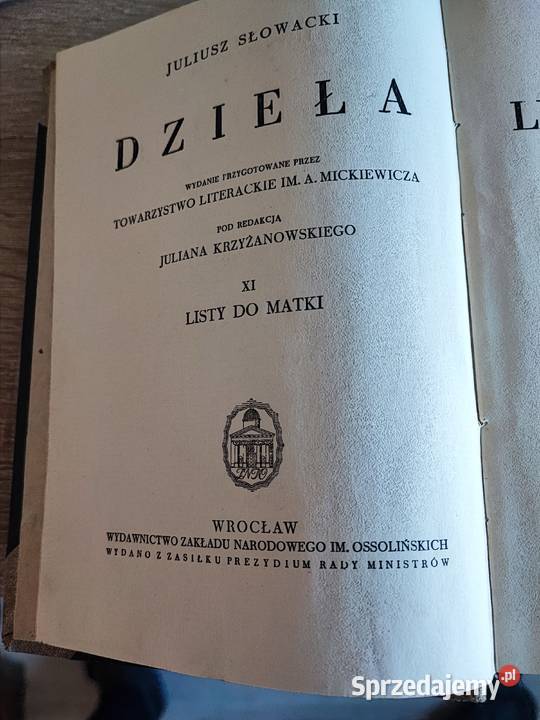 JULIUSZ SŁOWACKI
DZIEŁA
WYDANIE PRZYGOTOWANE PRZEZ
TOWARZYSTWO LITERACKIE IM. A. MICKIEWICZA
POD REDAKCJĄ
JULIANA KRZYŻANOWSKIEGO
XI
LISTY DO MATKI
WROCŁAW
WYDAWNICTWO ZAKŁADU NARODOWEGO IM. OSSOLIŃSKICH
WYDANO Z ZASIŁKU PREZYDIUM RADY MINISTRÓW
L
Sprzedajemy.pl